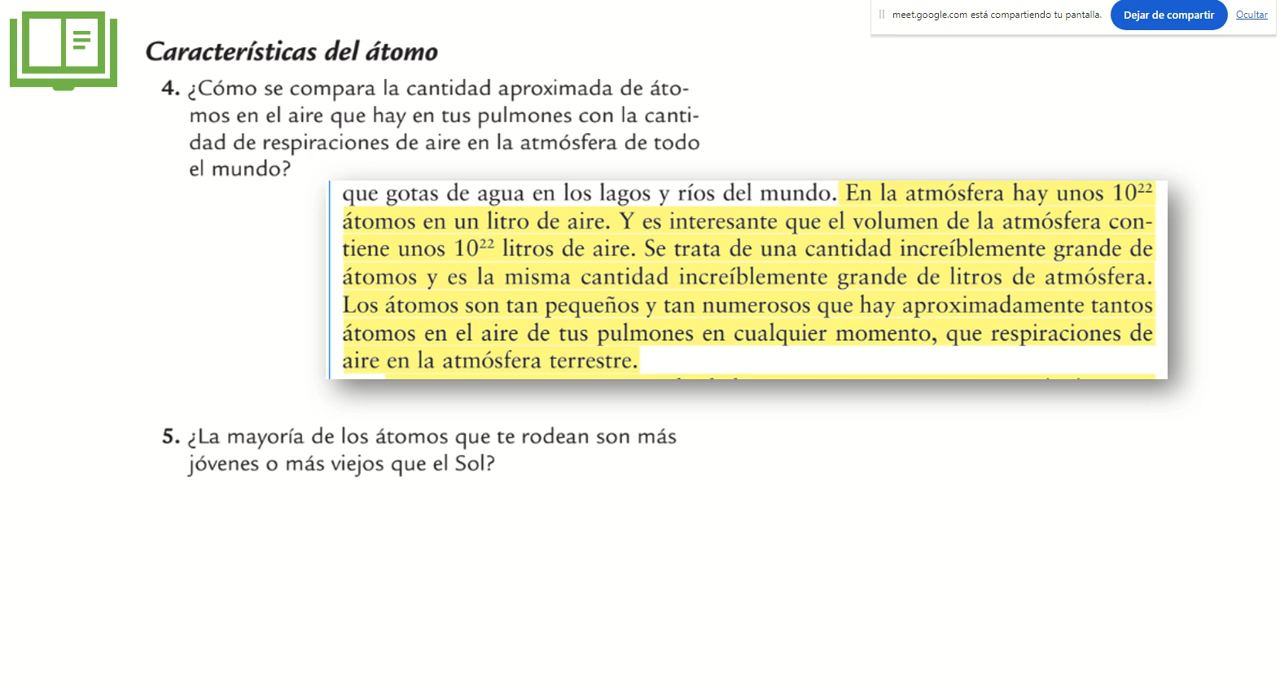 meet.google.com está compartiendo tu pantalla.
Dejar de compartir
Ocultar
Características del átomo
4. ¿Cómo se compara la cantidad aproximada de áto-
mos en el aire que hay en tus pulmones con la canti-
dad de respiraciones de aire en la atmósfera de todo
el mundo?
que gotas de agua en los lagos y ríos del mundo. En la atmósfera hay unos 10²²
átomos en un litro de aire. Y es interesante que el volumen de la atmósfera con-
tiene unos 10²² litros de aire. Se trata de una cantidad increíblemente grande de
átomos y es la misma cantidad increíblemente grande de litros de atmósfera.
Los átomos son tan pequeños y tan numerosos que hay aproximadamente tantos
átomos en el aire de tus pulmones en cualquier momento, que respiraciones de
aire en la atmósfera terrestre.
5. ¿La mayoría de los átomos que te rodean son más
jóvenes o más viejos que el Sol?